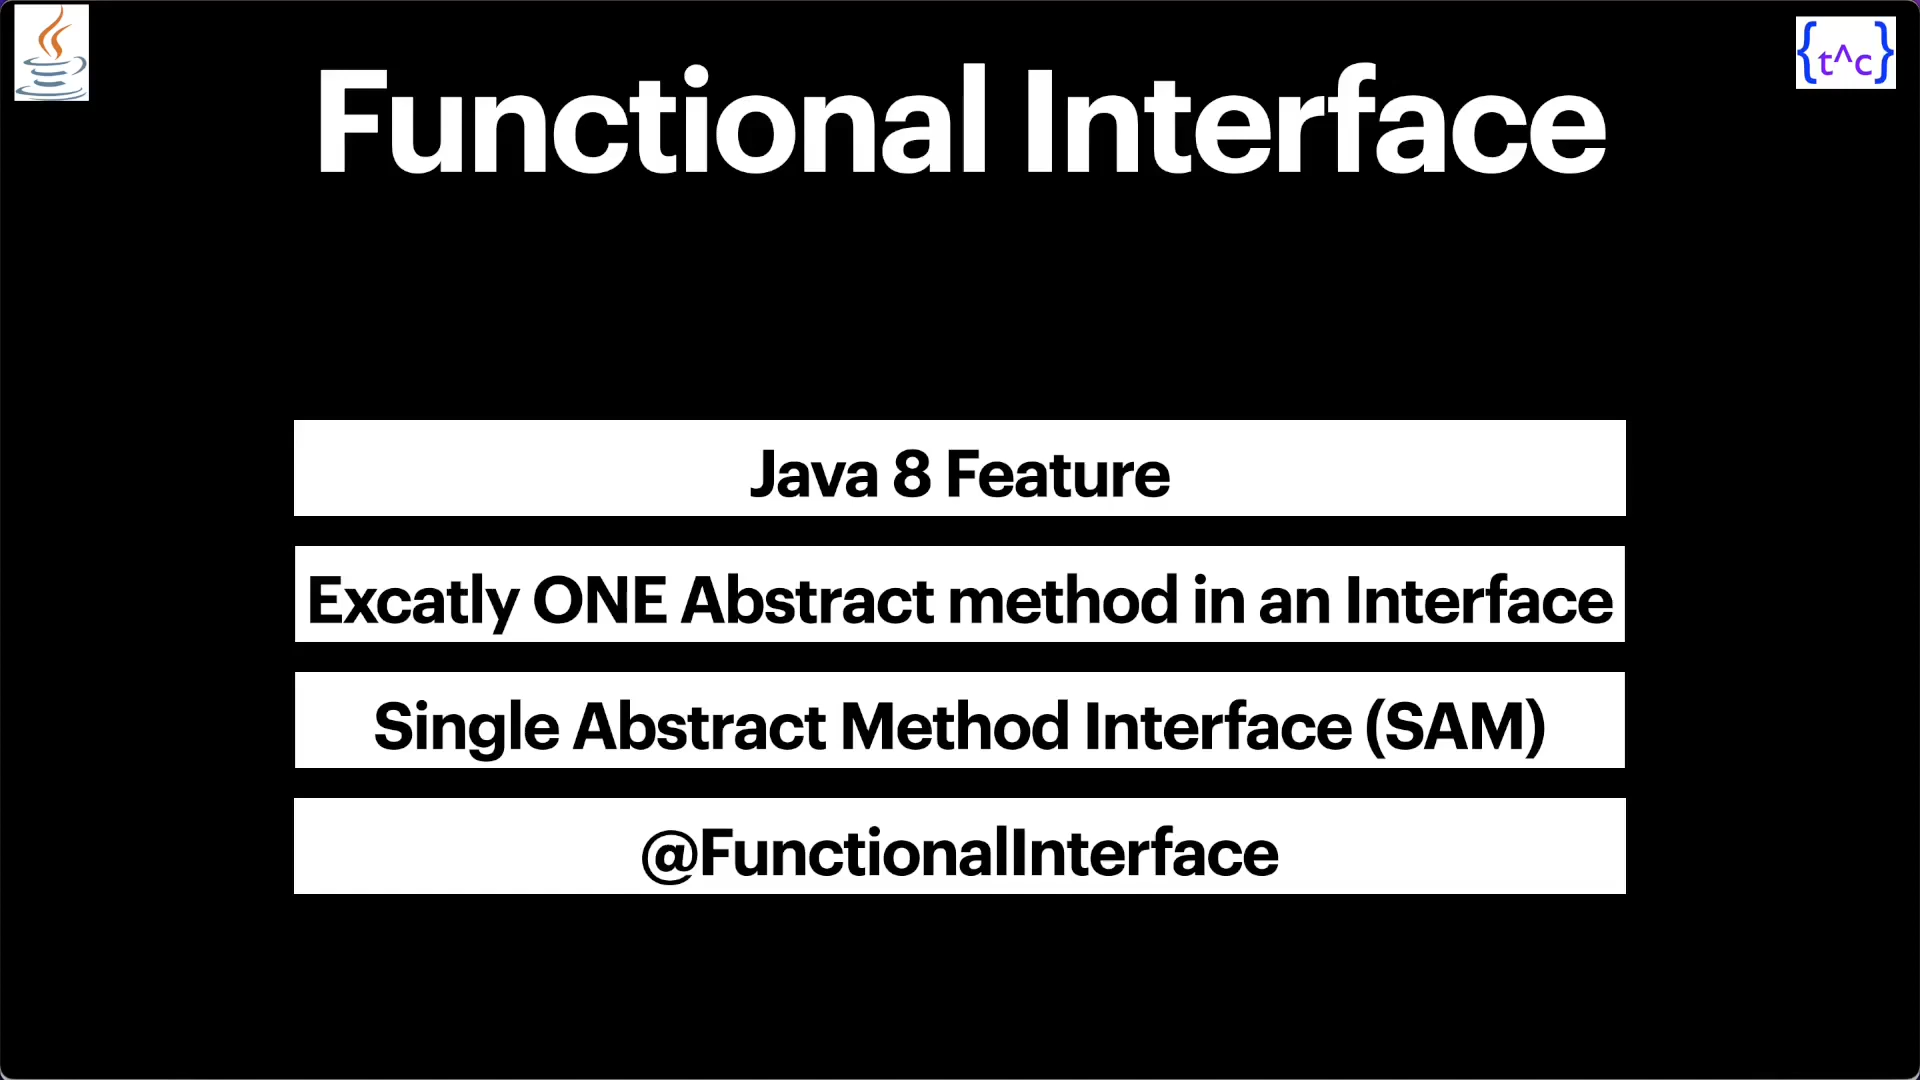 {t^c}
Functional Interface
Java 8 Feature
Excatly ONE Abstract method in an Interface
Single Abstract Method Interface (SAM)
@FunctionalInterface